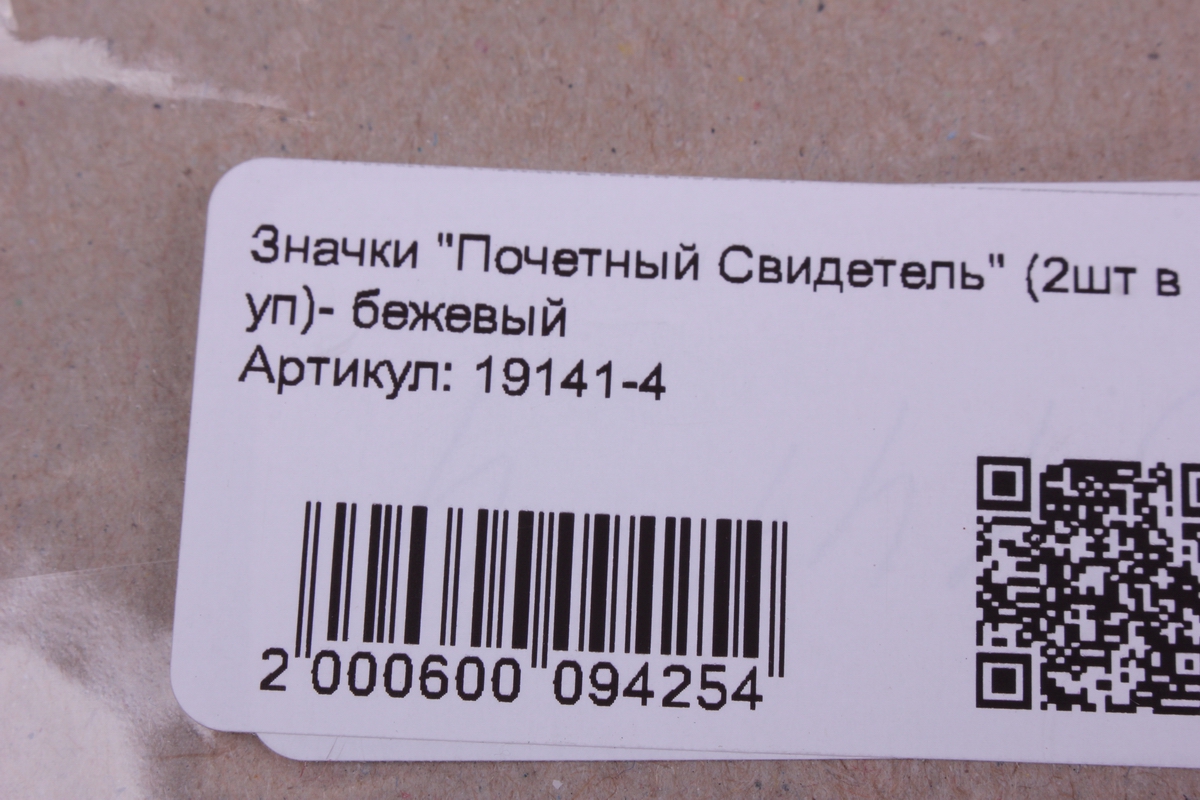 Значки "Почетный Свидетель" (2шт в
уп)- бежевый
Артикул: 19141-4
2 000600 094254